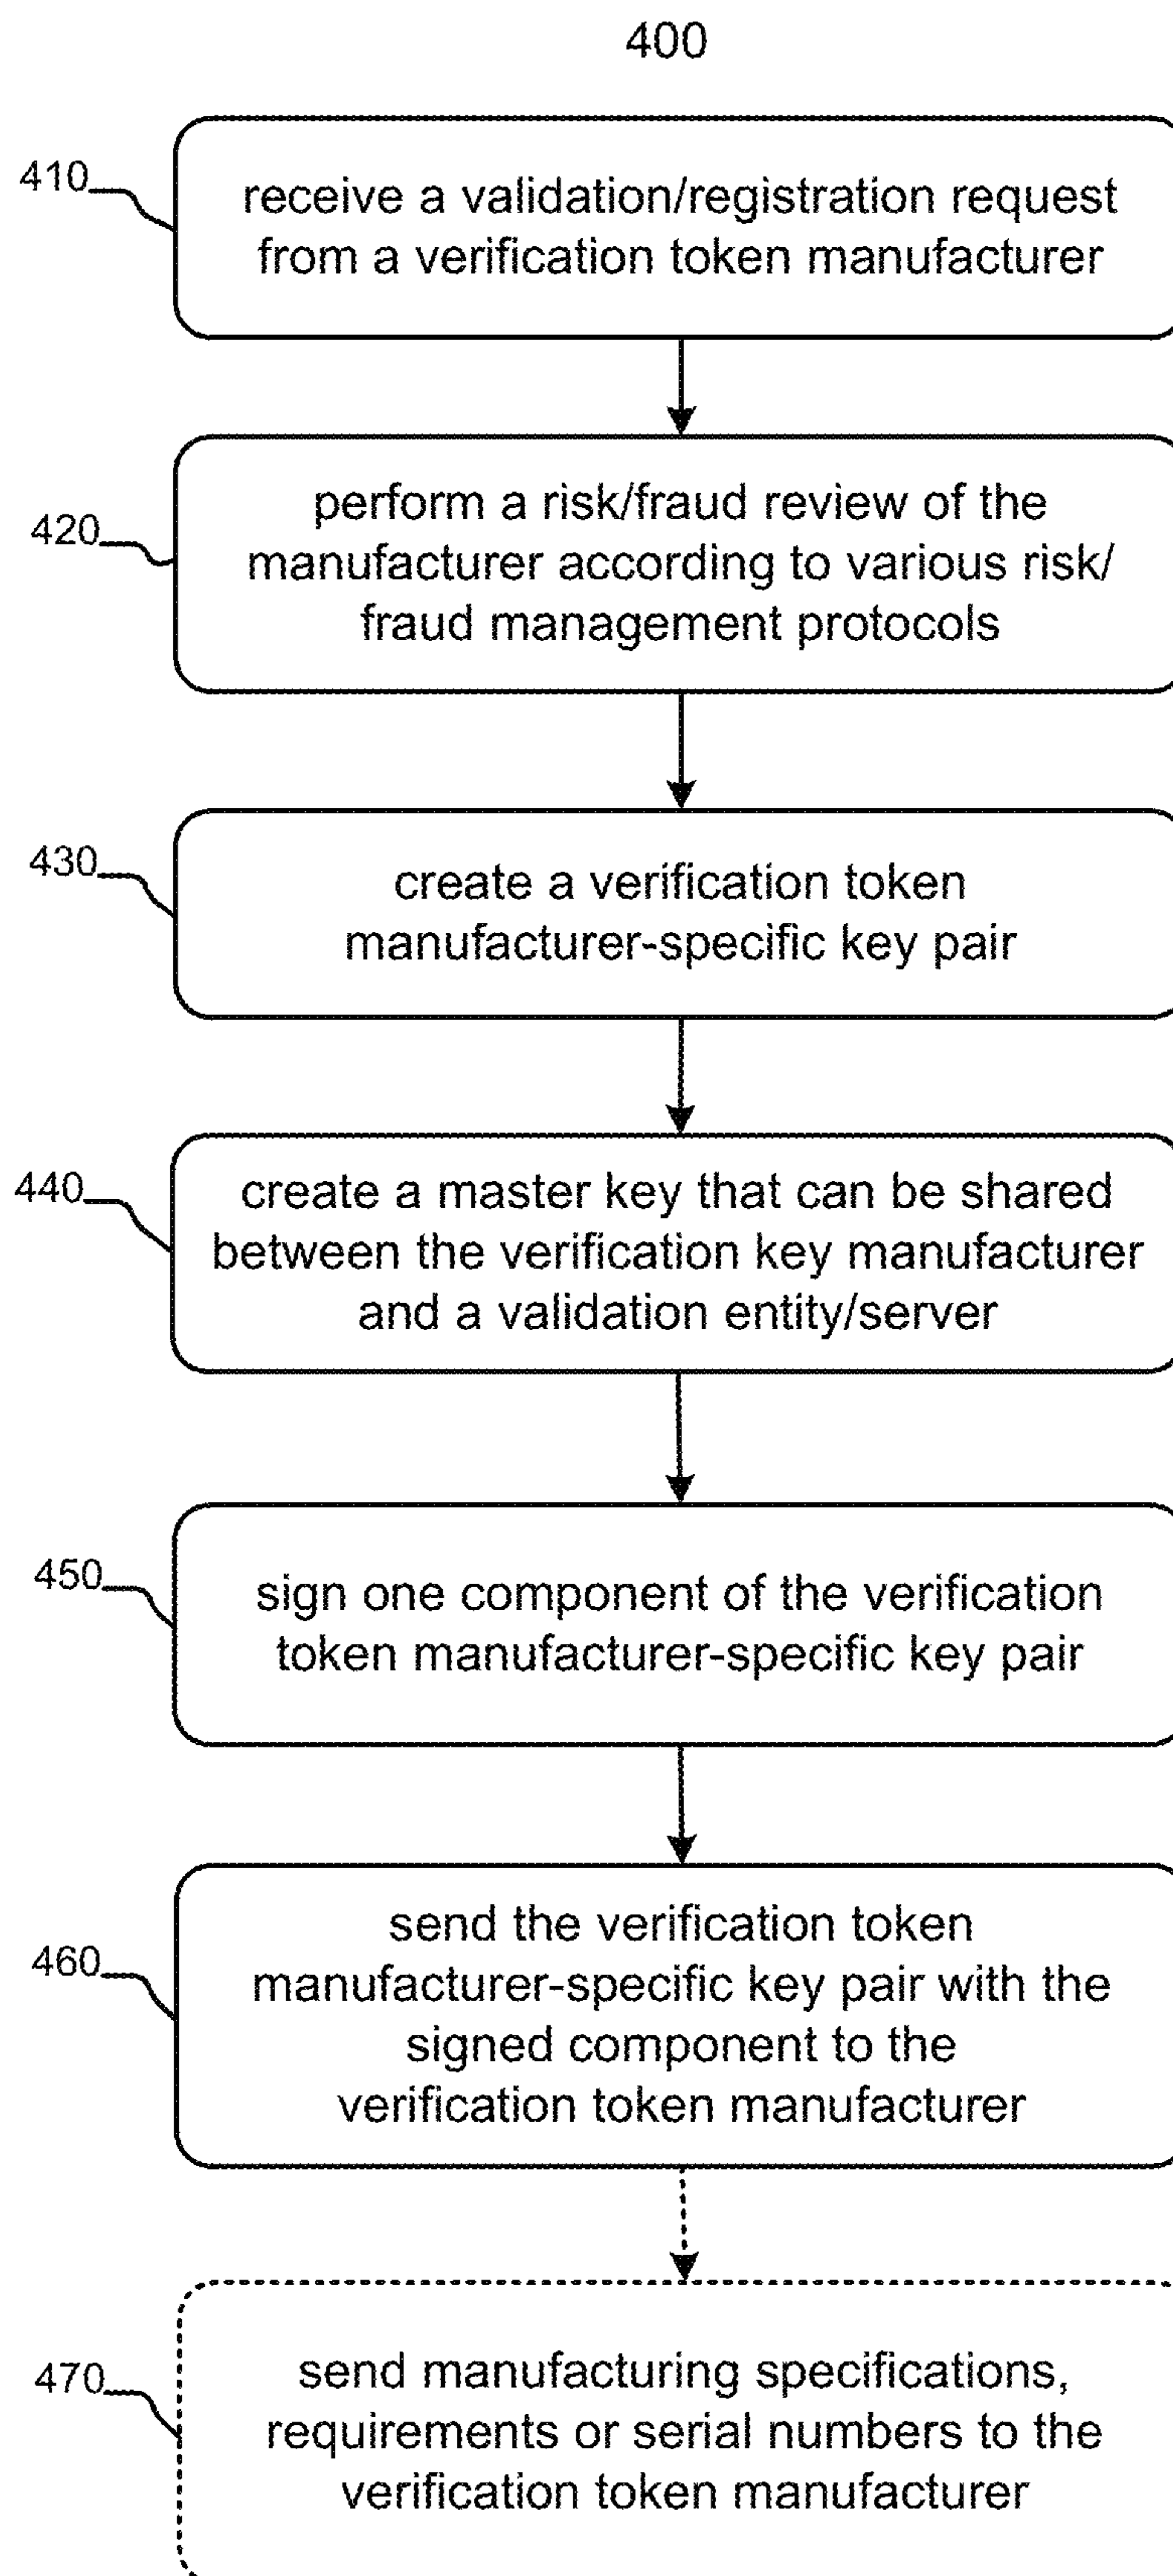 400
410
receive a validation/registration request
from a verification token manufacturer
420
perform a risk/fraud review of the
manufacturer according to various risk/
fraud management protocols
430
create a verification token
manufacturer-specific key pair
440
create a master key that can be shared
between the verification key manufacturer
and a validation entity/server
450
sign one component of the verification
token manufacturer-specific key pair
460
send the verification token
manufacturer-specific key pair with the
signed component to the
verification token manufacturer
470
send manufacturing specifications,
requirements or serial numbers to the
verification token manufacturer